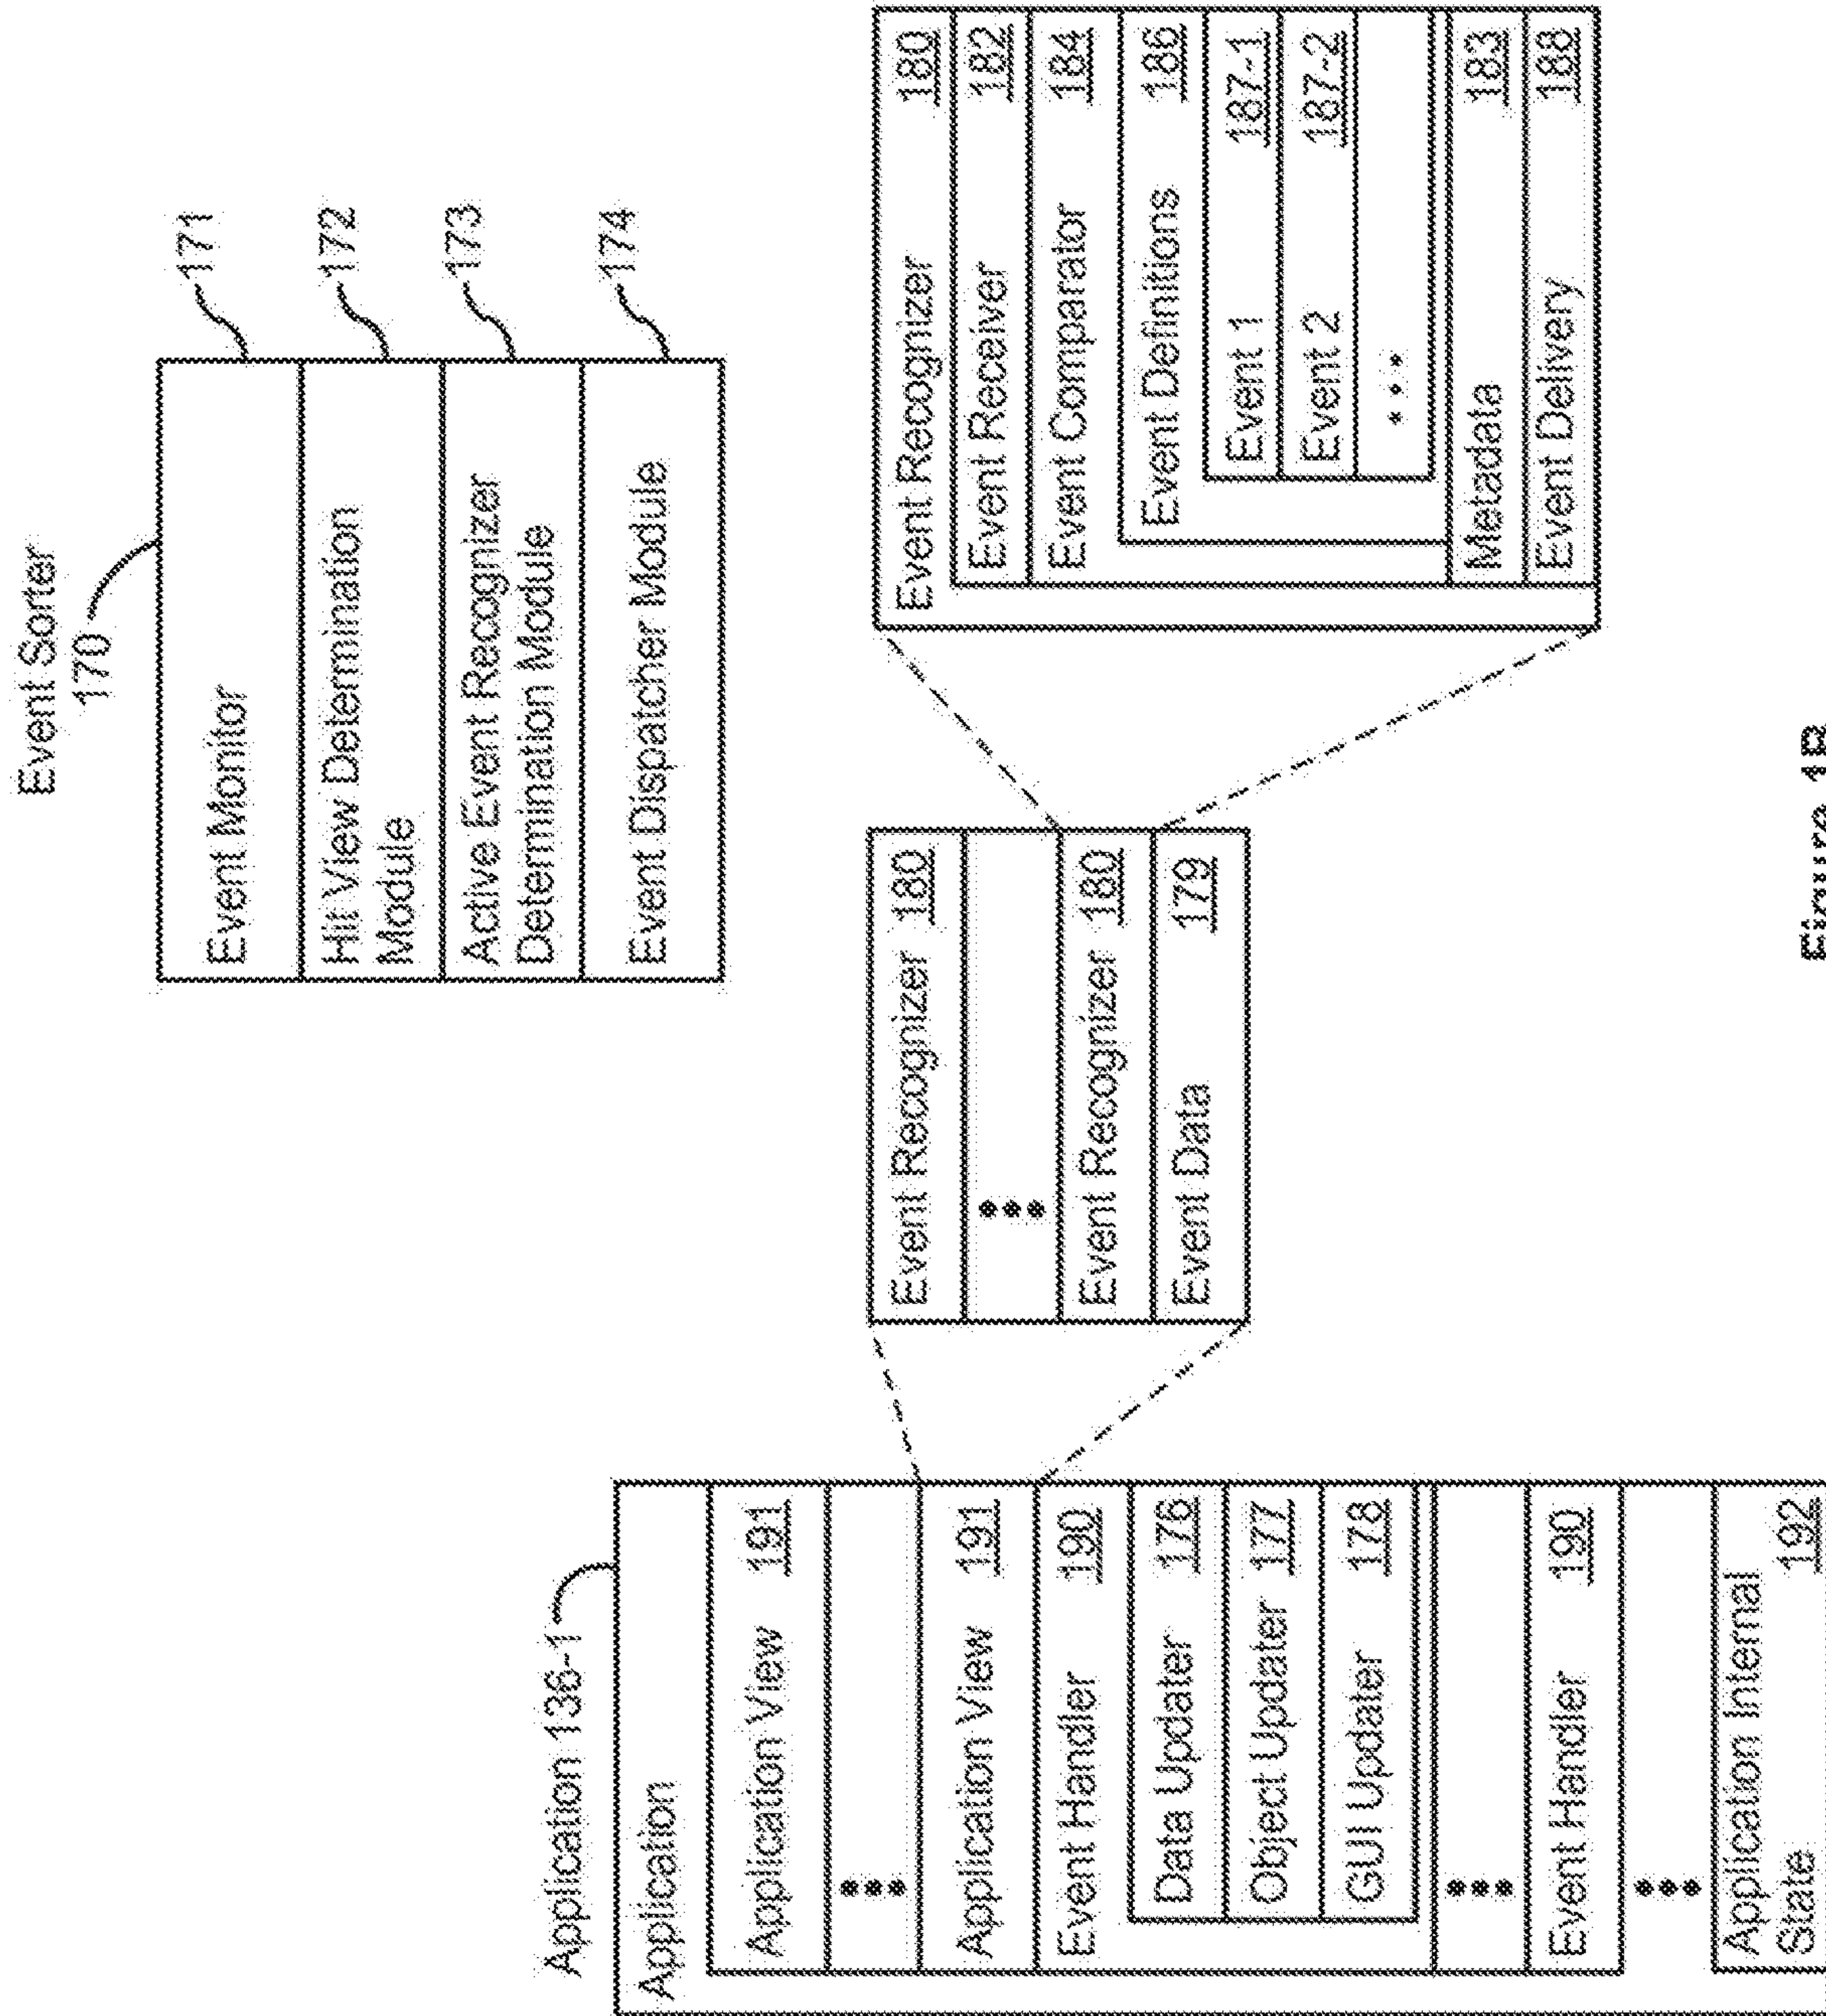 Event Sorter
170
Event Monitor
171
Hit View Determination
Module
172
Active Event Recognizer
Determination Module
173
Event Dispatcher Module
174
Application 136-1
Application
Application View 191
Application View 191
Event Handler 190
Data Updater 176
Object Updater 177
GUI Updater 178
Event Handler 190
Application Internal
State 192
Event Recognizer 180
Event Recognizer 180
Event Data 179
Event Recognizer 180
Event Receiver 182
Event Comparator 184
Event Definitions 186
Event 1 187-1
Event 2 187-2
Metadata 183
Event Delivery 188
Figure 1B